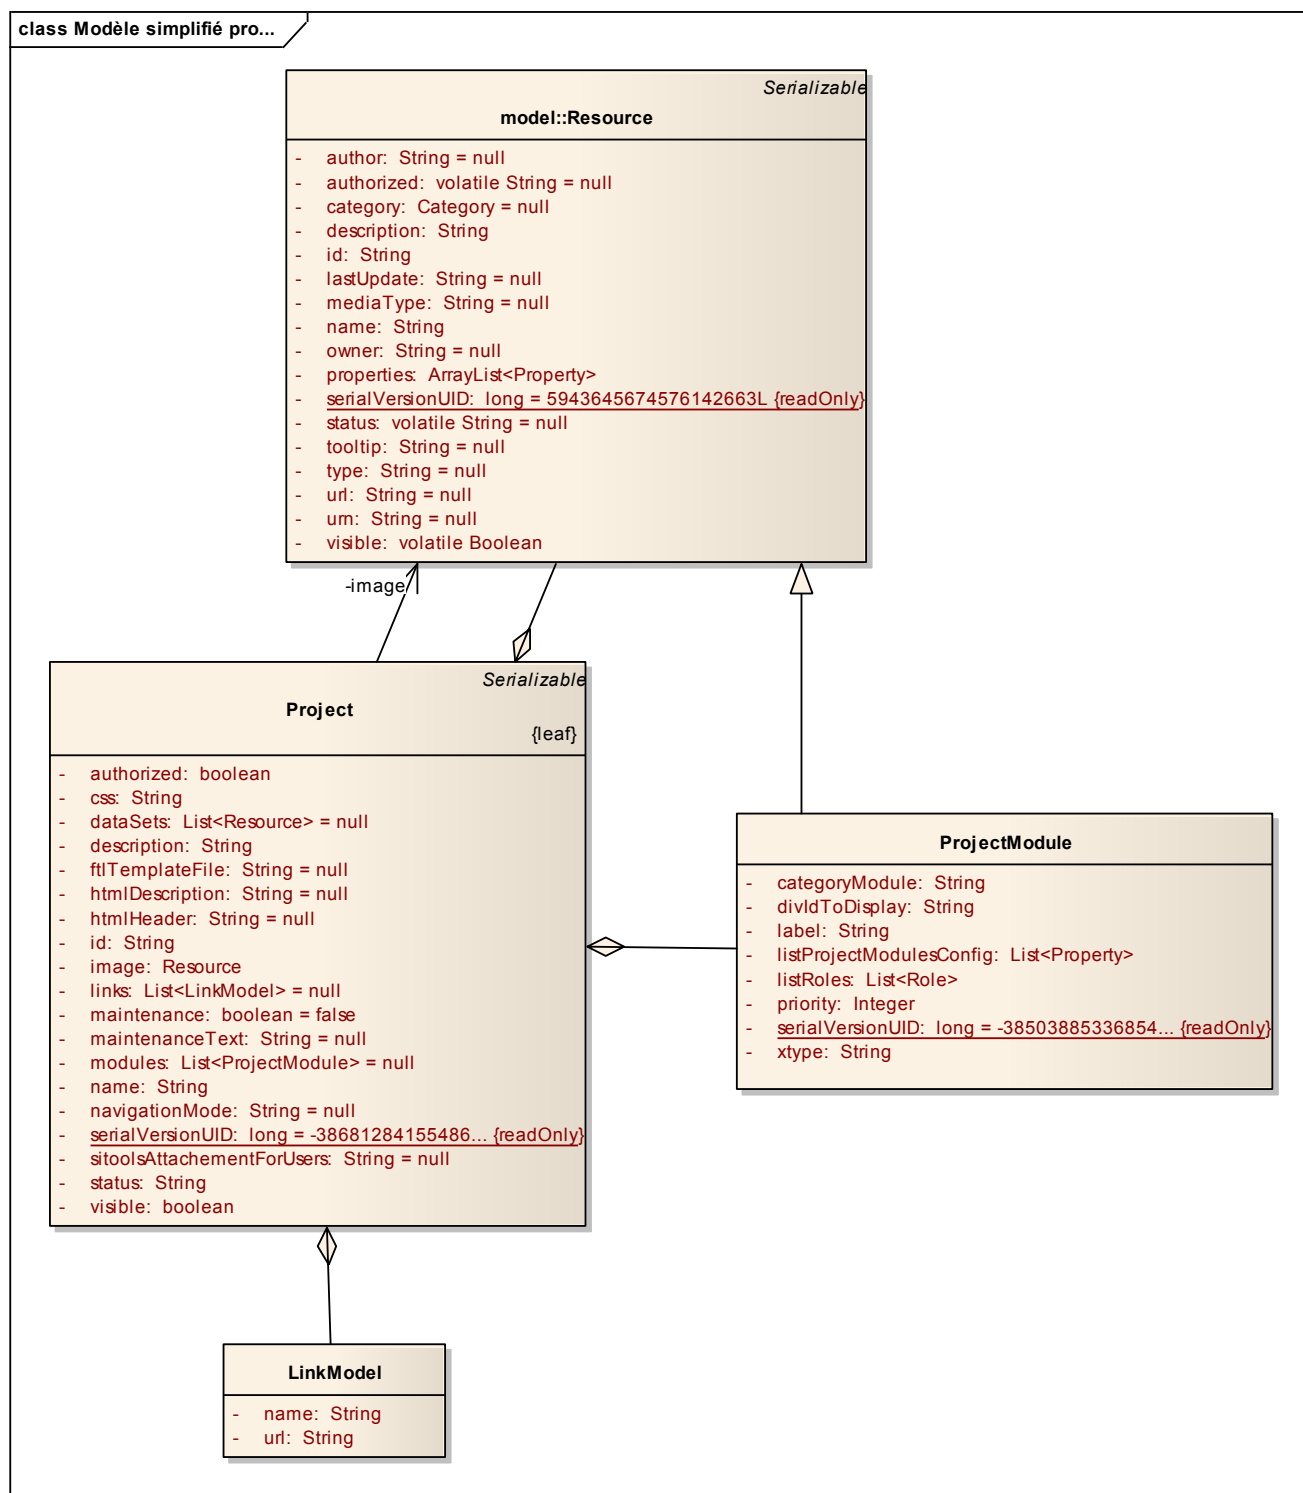 class Modèle simplifié pro...
Serializable
model::Resource
- author: String = null
- authorized: volatile String = null
- category: Category = null
- description: String
- id: String
- lastUpdate: String = null
- mediaType: String = null
- name: String
- owner: String = null
- properties: ArrayList<Property>
- serialVersionUID: long = 5943645674576142663L {readOnly}
- status: volatile String = null
- tooltip: String = null
- type: String = null
- url: String = null
- urn: String = null
- visible: volatile Boolean
-image
Serializable
Project
{leaf}
- authorized: boolean
- css: String
- dataSets: List<Resource> = null
- description: String
- ftlTemplateFile: String = null
- htmlDescription: String = null
- htmlHeader: String = null
- id: String
- image: Resource
- links: List<LinkModel> = null
- maintenance: boolean = false
- maintenanceText: String = null
- modules: List<ProjectModule> = null
- name: String
- navigationMode: String = null
- serialVersionUID: long = -38681284155486... {readOnly}
- sitoolsAttachementForUsers: String = null
- status: String
- visible: boolean
ProjectModule
- categoryModule: String
- divIdToDisplay: String
- label: String
- listProjectModulesConfig: List<Property>
- listRoles: List<Role>
- priority: Integer
- serialVersionUID: long = -38503885336854... {readOnly}
- xtype: String
LinkModel
- name: String
- url: String